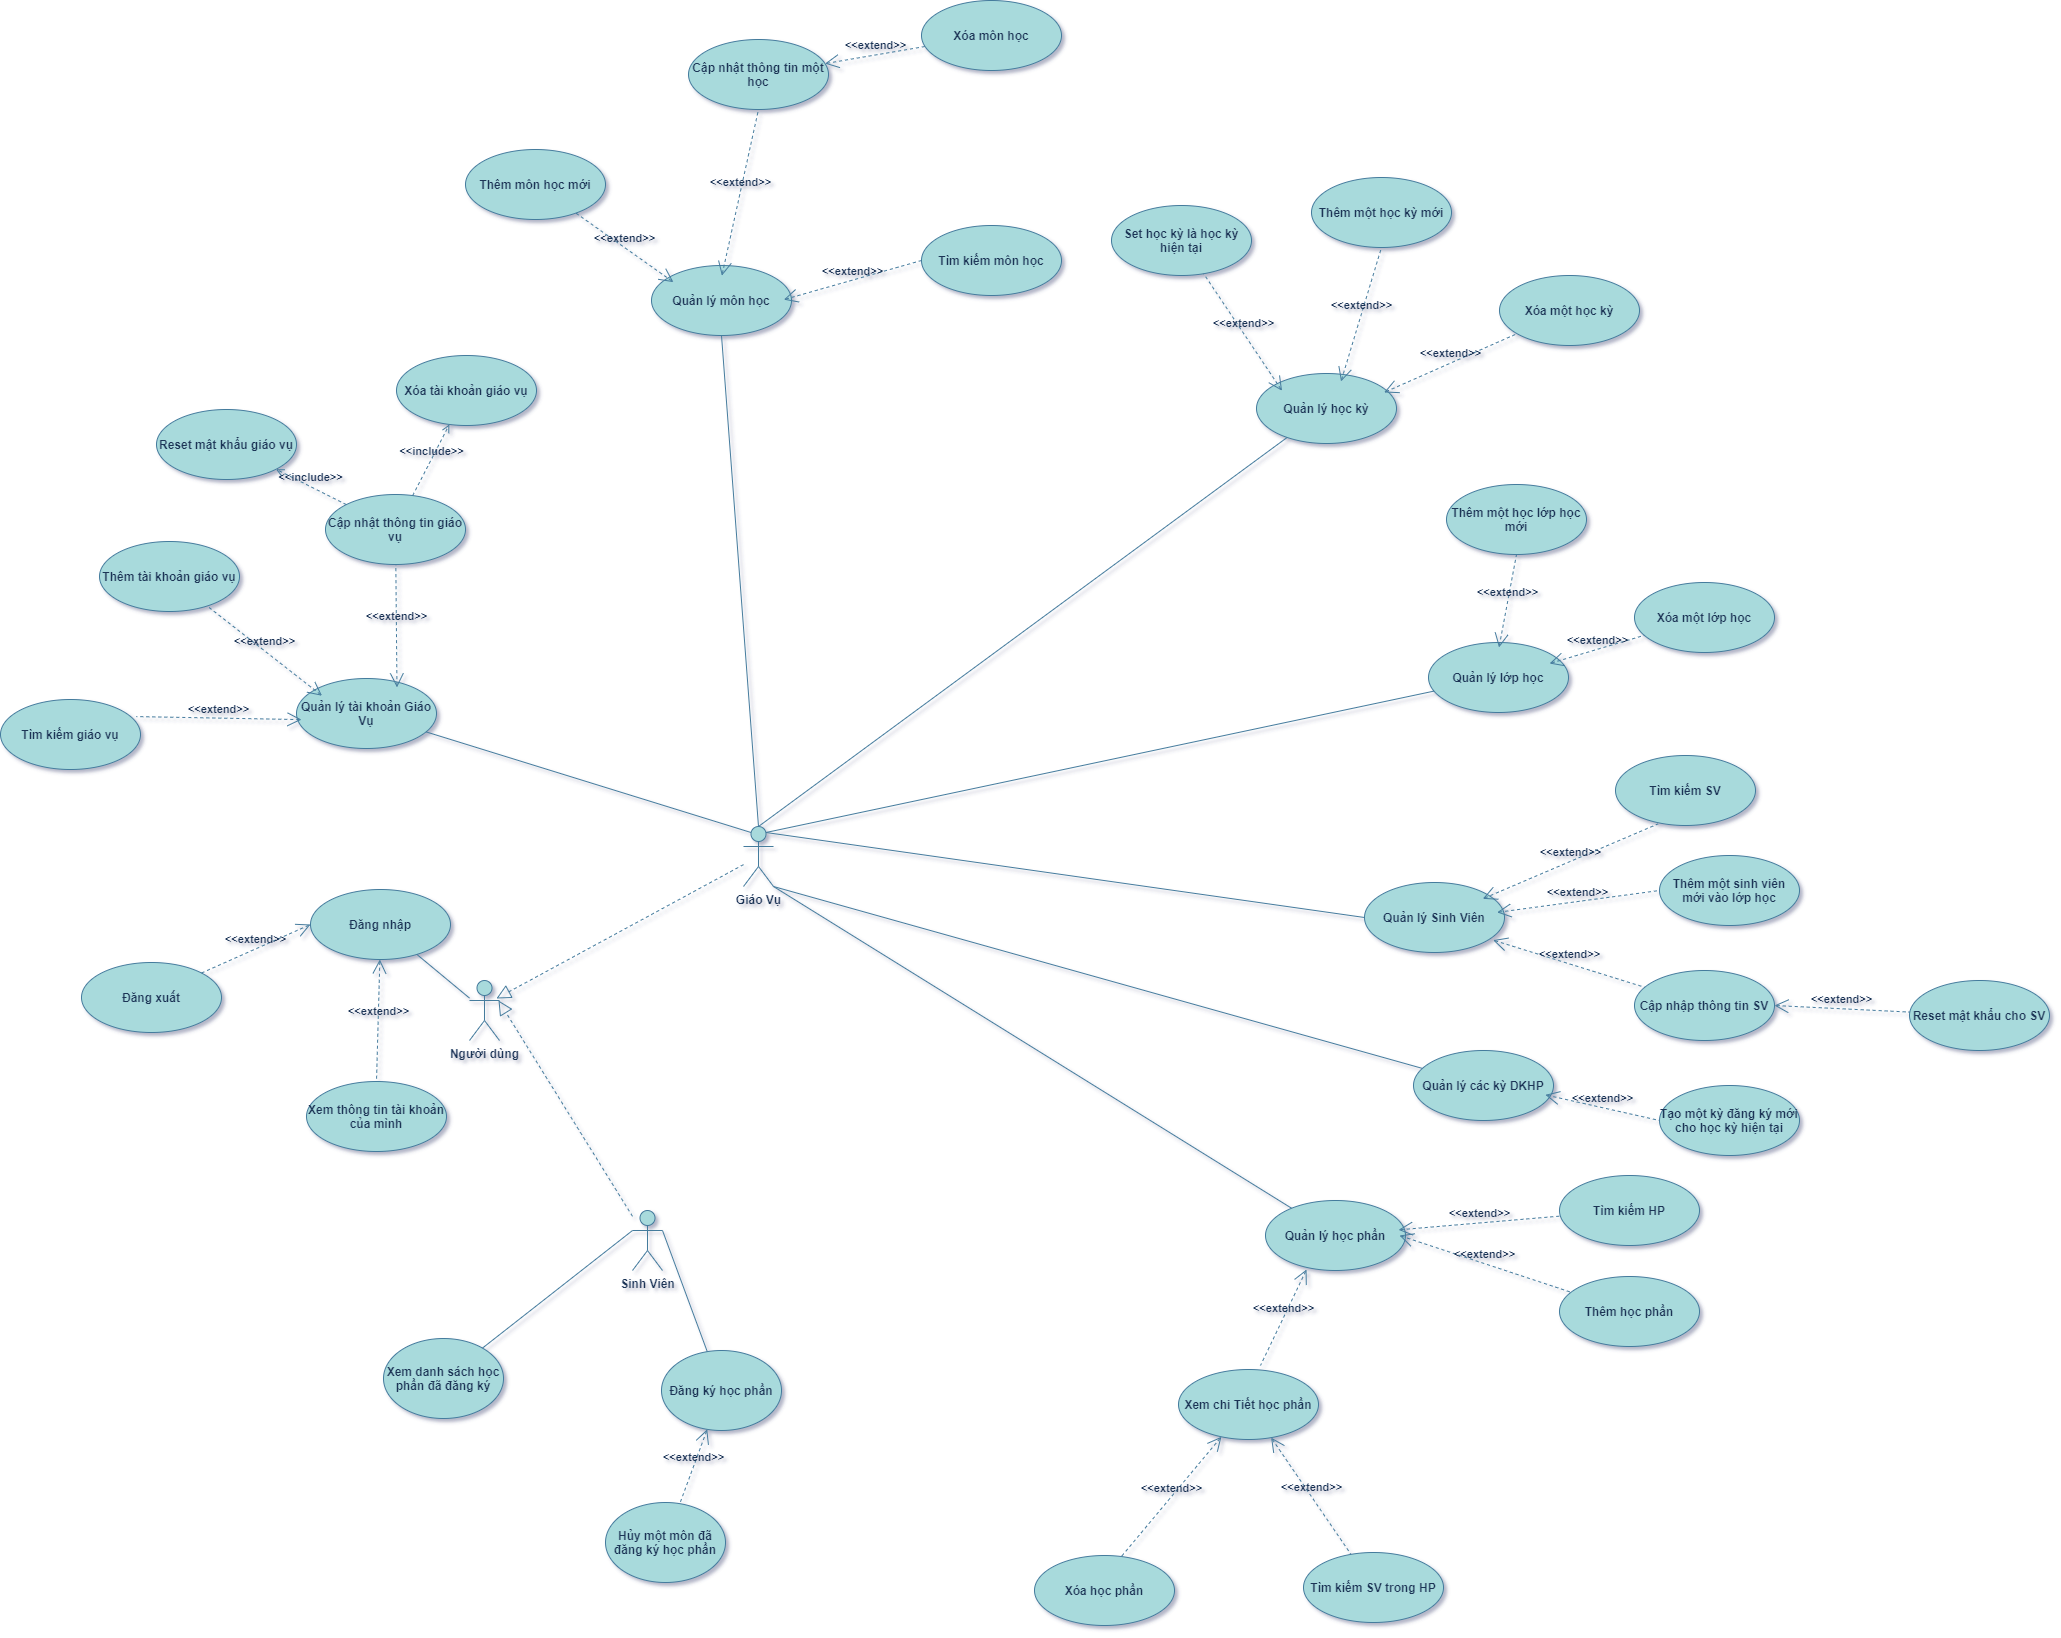 Xóa môn học
<<extend>>
Cập nhật thông tin một
học
Thêm môn học mới
<<extend>>
<<extend>>
Tìm kiếm môn học
<<extend>>
Quản lý môn học
Set học kỳ là học kỳ
hiện tại
Thêm một học kỳ mới
Xóa một học kỳ
<<extend>>
<<extend>>
<<extend>>
Quản lý học kỳ
Xóa tài khoản giáo vụ
Reset mật khẩu giáo vụ
<<include>>
<<include>>
Cập nhật thông tin giáo
vụ
Thêm tài khoản giáo vụ
<<extend>>
<<extend>>
<<extend>>
Quản lý tài khoản Giáo
Vụ
Tìm kiếm giáo vụ
Thêm một học lớp học
mới
<<extend>>
Xóa một lớp học
<<extend>>
Quản lý lớp học
Giáo Vụ
Tìm kiếm SV
<<extend>>
Thêm một sinh viên
mới vào lớp học
<<extend>>
Quản lý Sinh Viên
<<extend>>
Cập nhập thông tin SV
<<extend>>
Reset mật khẩu cho SV
Đăng nhập
<<extend>>
Đăng xuất
<<extend>>
Người dùng
Xem thông tin tài khoản
của mình
Quản lý các kỳ DKHP
<<extend>>
Tạo một kỳ đăng ký mới
cho học kỳ hiện tại
Quản lý học phần
<<extend>>
Tìm kiếm HP
<<extend>>
Thêm học phần
<<extend>>
Sinh Viên
Xem danh sách học
phần đã đăng ký
Đăng ký học phần
<<extend>>
Hủy một môn đã
đăng ký học phần
Xem chi Tiết học phần
<<extend>>
<<extend>>
Xóa học phần
Tìm kiếm SV trong HP